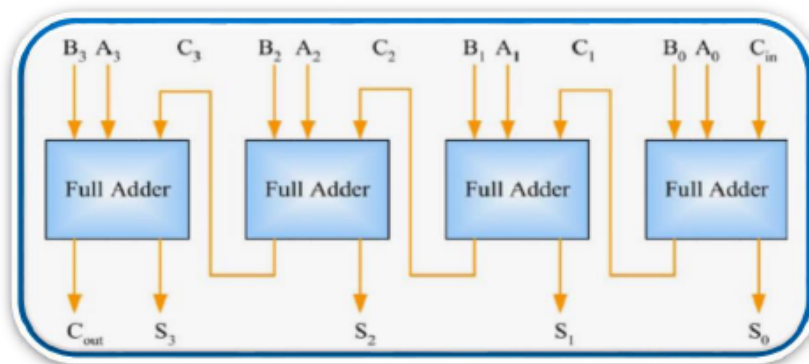 B₃ A₃ C₃ B₂ A₂ C₂ B₁ A₁ C₁ B₀ A₀ Cᵢₙ
Full Adder Full Adder Full Adder Full Adder
Cₒᵤₜ S₃ S₂ S₁ S₀